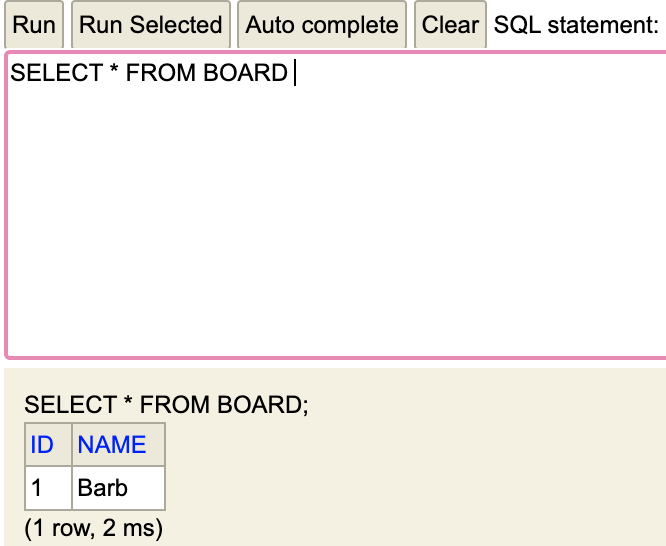 Run Run Selected Auto complete Clear SQL statement:
SELECT * FROM BOARD
SELECT * FROM BOARD;
ID NAME
1 Barb
(1 row, 2 ms)